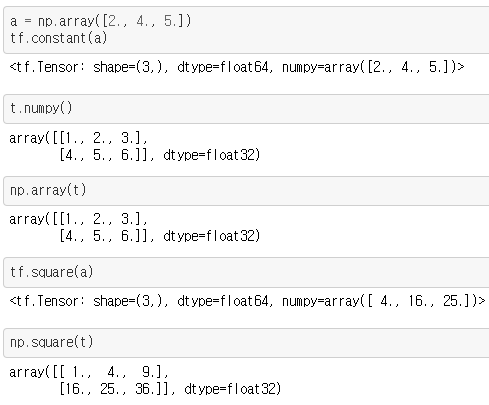 a = np.array([2., 4., 5.])
tf.constant(a)
<tf.Tensor: shape=(3,), dtype=float64, numpy=array([2., 4., 5.])>
t.numpy()
array([[1., 2., 3.],
       [4., 5., 6.]], dtype=float32)
np.array(t)
array([[1., 2., 3.],
       [4., 5., 6.]], dtype=float32)
tf.square(a)
<tf.Tensor: shape=(3,), dtype=float64, numpy=array([ 4., 16., 25.])>
np.square(t)
array([[ 1.,  4.,  9.],
       [16., 25., 36.]], dtype=float32)